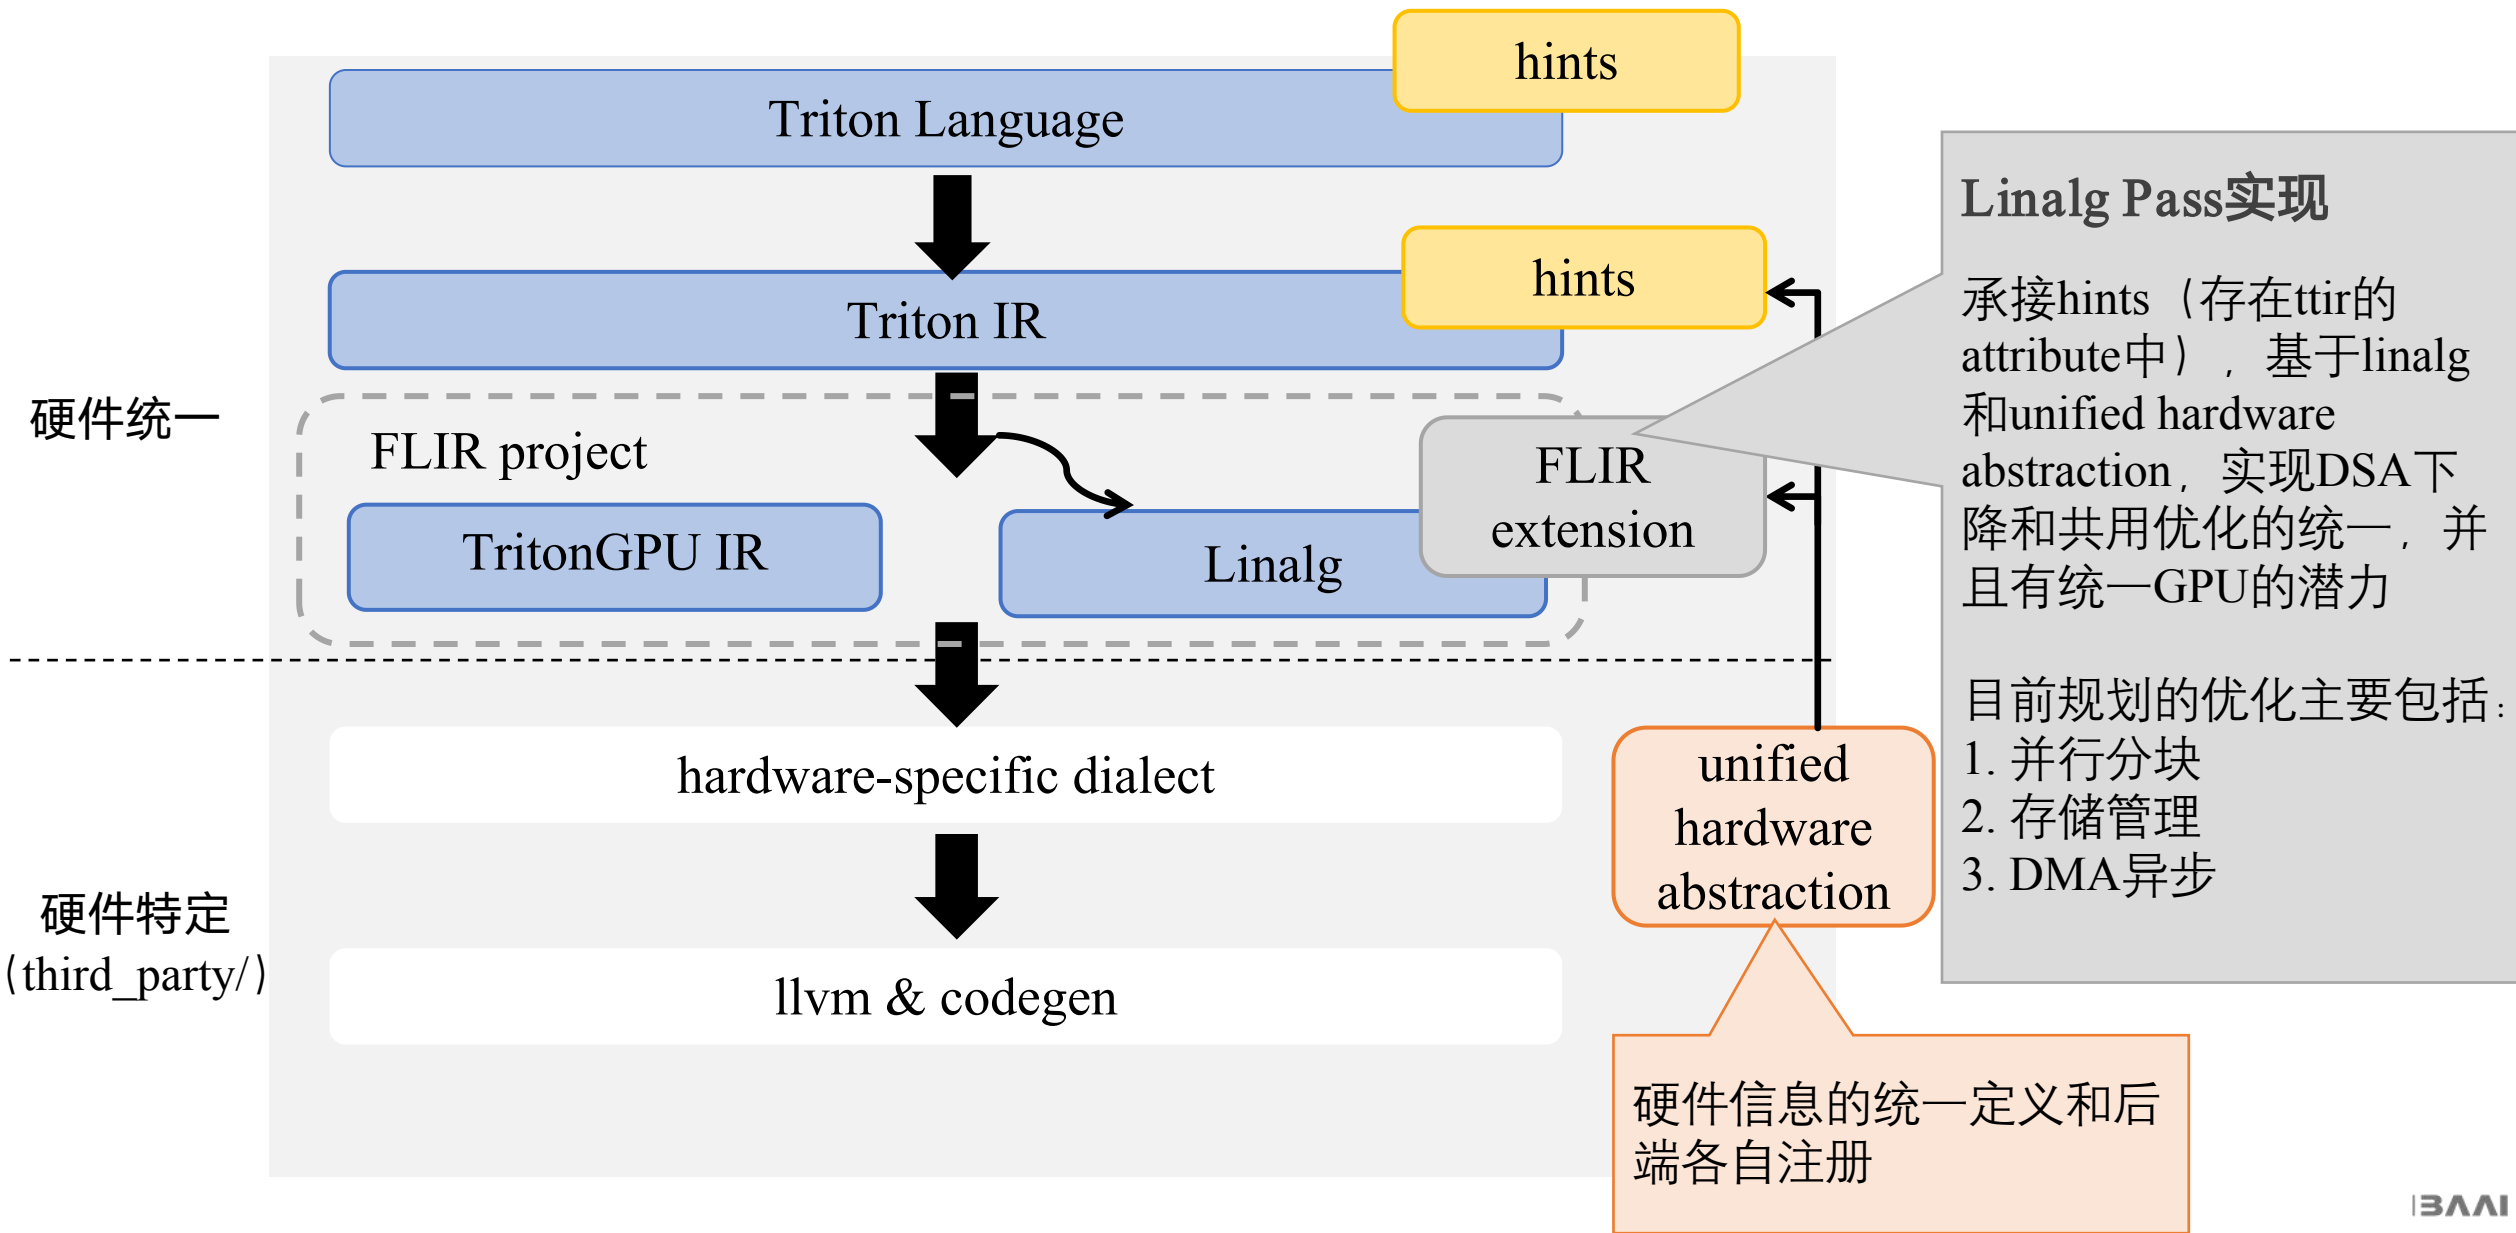 hints
Triton Language
hints
Triton IR
硬件统一
FLIR project
TritonGPU IR
Linalg
FLIR
extension
hardware-specific dialect
硬件特定
(third_party/)
llvm & codegen
unified
hardware
abstraction
硬件信息的统一定义和后
端各自注册
Linalg Pass实现
承接hints（存在ttir的
attribute中），基于linalg
和unified hardware
abstraction，实现DSA下
降和共用优化的统一，并
且有统一GPU的潜力
目前规划的优化主要包括：
1. 并行分块
2. 存储管理
3. DMA异步
BAAI